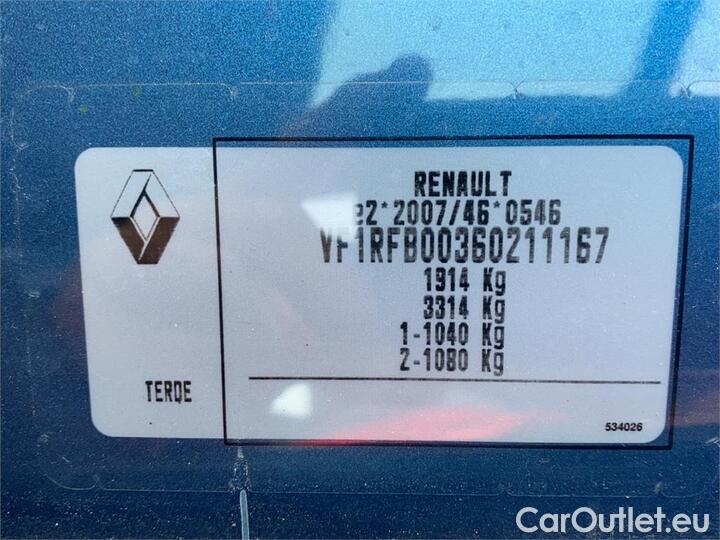 RENAULT
e2*2007/46*0546
VF1RFB00360211167
1914 Kg
3314 Kg
1-1040 Kg
2-1080 Kg
TERQE
534026
CarOutlet.eu